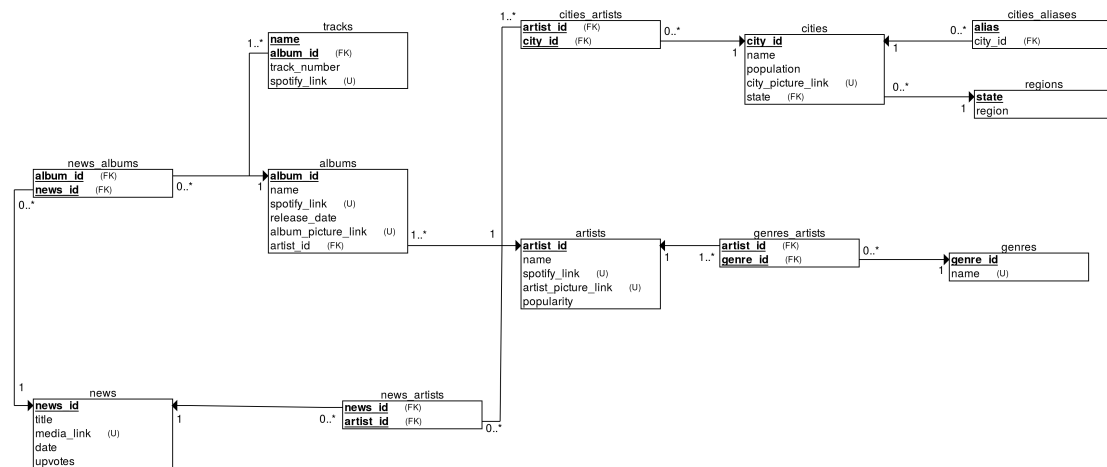 tracks
name
album_id (FK)
track_number
spotify_link (U)
1..*
cities_artists
artist_id (FK)
city_id (FK)
1..*
0..*
1
cities
city_id
name
population
city_picture_link (U)
state (FK)
cities_aliases
alias
city_id (FK)
0..*
1
regions
state
region
0..*
1
news_albums
album_id (FK)
news_id (FK)
0..*
0..*
1
albums
album_id
name
spotify_link (U)
release_date
album_picture_link (U)
artist_id (FK)
1..*
1
artists
artist_id
name
spotify_link (U)
artist_picture_link (U)
popularity
1
1..*
genres_artists
artist_id (FK)
genre_id (FK)
0..*
1
genres
genre_id
name (U)
1
news
news_id
title
media_link (U)
date
upvotes
1
0..*
news_artists
news_id (FK)
artist_id (FK)
0..*